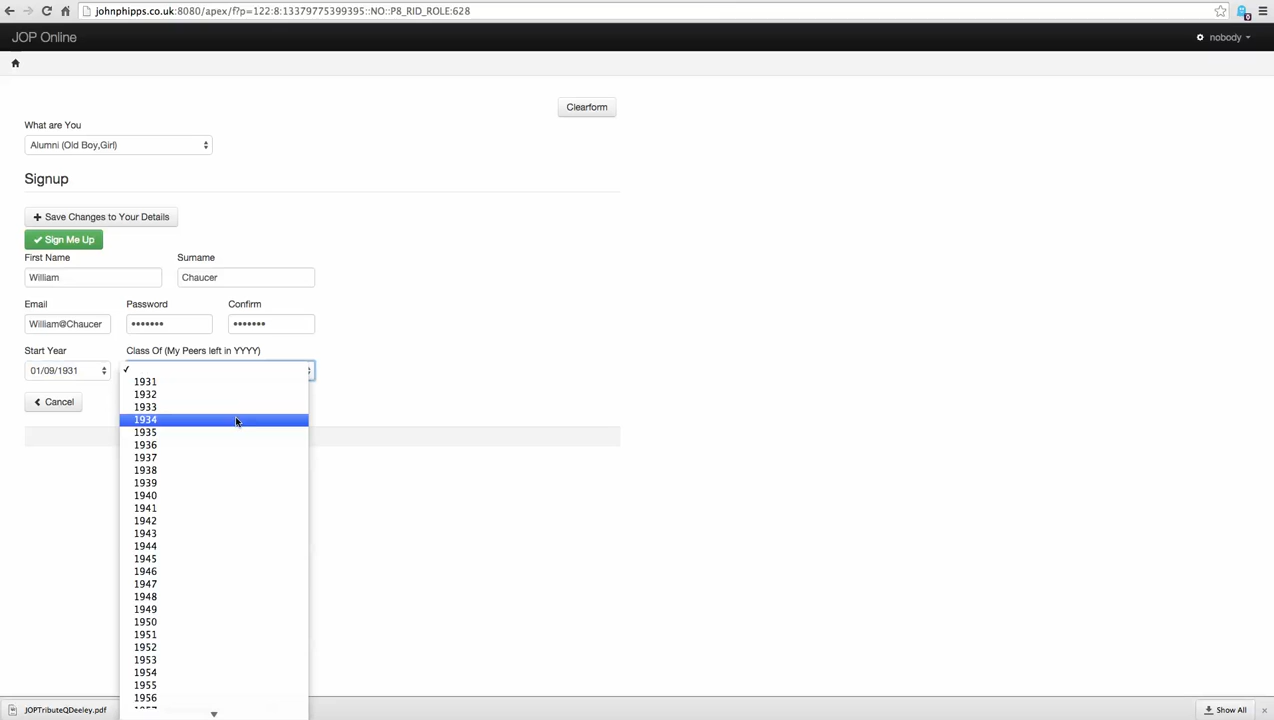 johnphipps.co.uk:8080/apex/f?p=122:8:13379775399395::NO::P8_RID_ROLE:628
JOP Online
nobody
Clearform
What are You
Alumni (Old Boy,Girl)
Signup
Save Changes to Your Details
Sign Me Up
First Name Surname
William Chaucer
Email Password Confirm
William@Chaucer ••••••• •••••••
Start Year Class Of (My Peers left in YYYY)
01/09/1931
Cancel
1931
1932
1933
1934
1935
1936
1937
1938
1939
1940
1941
1942
1943
1944
1945
1946
1947
1948
1949
1950
1951
1952
1953
1954
1955
1956
JOPTributeQDeeley.pdf
Show All